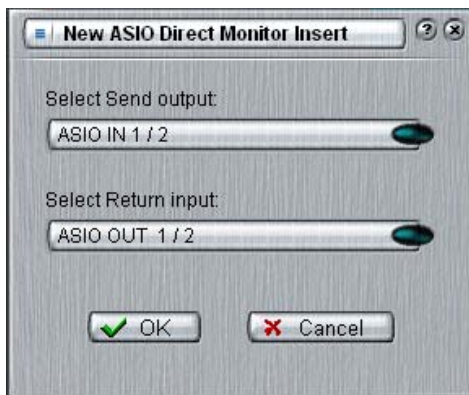 New ASIO Direct Monitor Insert ? x
Select Send output:
ASIO IN 1 / 2
Select Return input:
ASIO OUT 1 / 2
OK Cancel